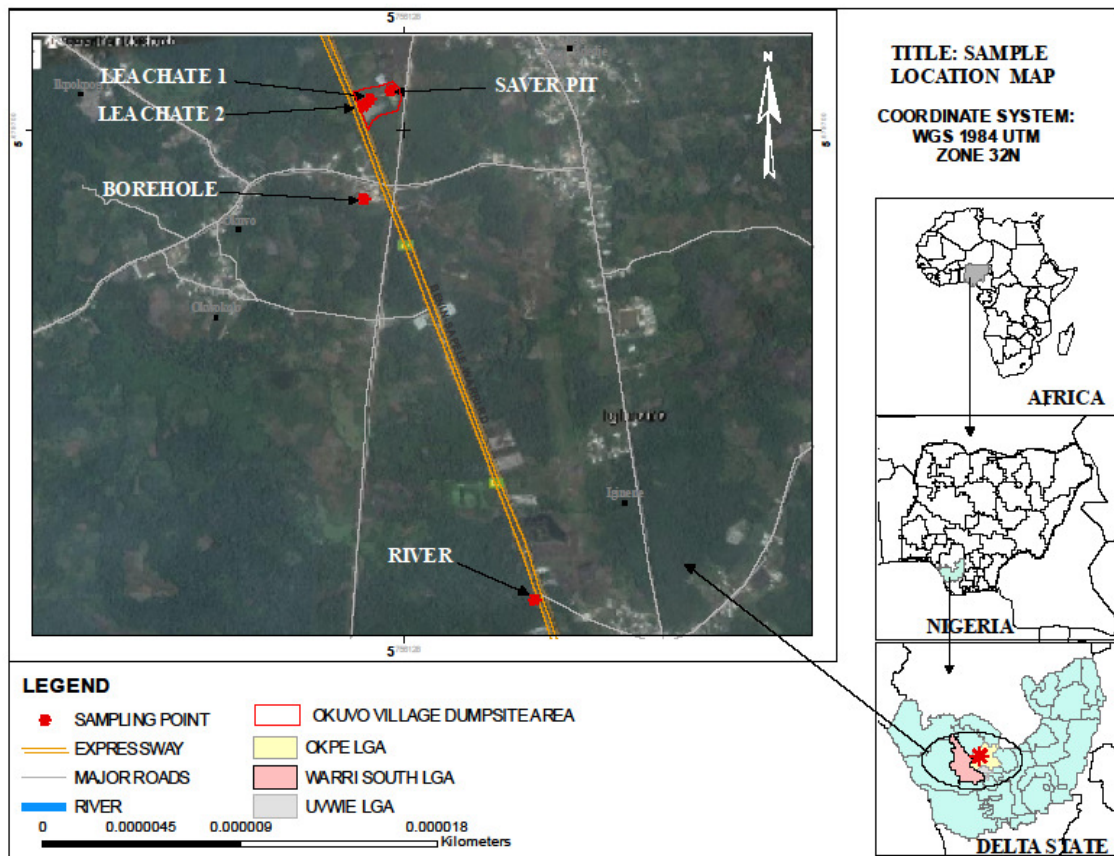 LEACHATE 1
LEACHATE 2
SAVER PIT
BOREHOLE
Iginene
RIVER
TITLE: SAMPLE
LOCATION MAP
COORDINATE SYSTEM:
WGS 1984 UTM
ZONE 32N
N
AFRICA
NIGERIA
DELTA STATE
LEGEND
SAMPLING POINT
EXPRESSWAY
MAJOR ROADS
RIVER
OKUVO VILLAGE DUMPSITE AREA
OKPE LGA
WARRI SOUTH LGA
UVWIE LGA
0 0.0000045 0.000009 0.000018
Kilometers